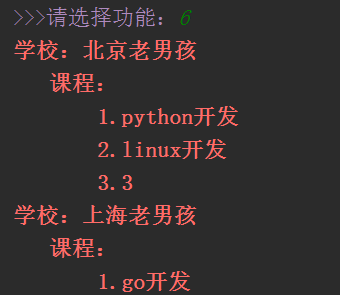 >>>请选择功能：6
学校：北京老男孩
课程：
1.python开发
2.linux开发
3.3
学校：上海老男孩
课程：
1.go开发